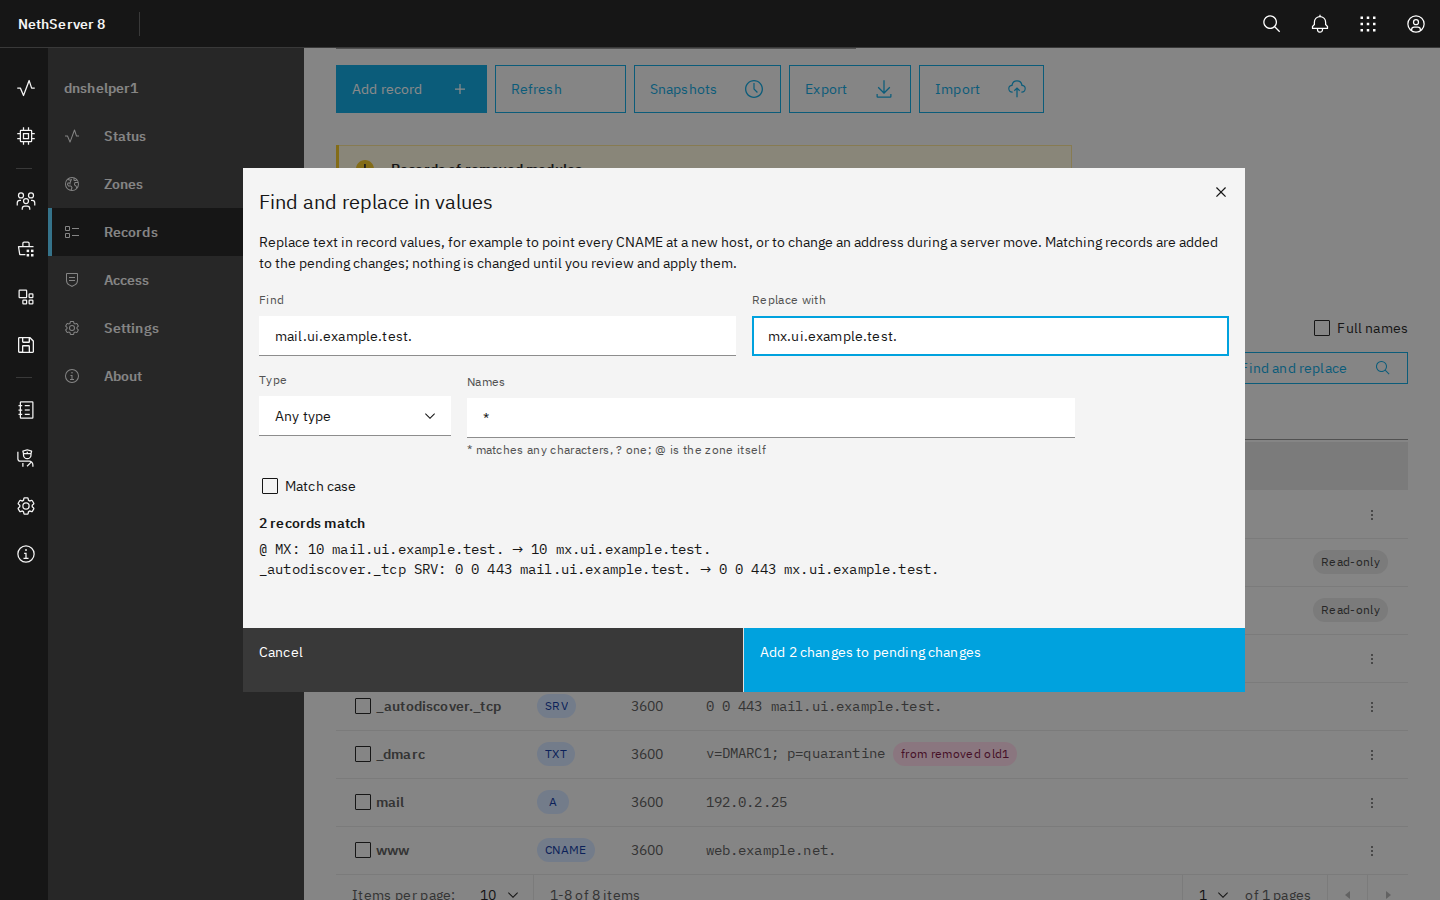 NethServer 8
dnshelper1
Status
Zones
Records
Access
Settings
About
Add record
Refresh
Snapshots
Export
Import
Records of removed modules
Full names
Find and replace
Find and replace in values
Replace text in record values, for example to point every CNAME at a new host, or to change an address during a server move. Matching records are added
to the pending changes; nothing is changed until you review and apply them.
Find
Replace with
mail.ui.example.test.
mx.ui.example.test.
Type
Names
Any type
*
* matches any characters, ? one; @ is the zone itself
Match case
2 records match
@ MX: 10 mail.ui.example.test. → 10 mx.ui.example.test.
_autodiscover._tcp SRV: 0 0 443 mail.ui.example.test. → 0 0 443 mx.ui.example.test.
Cancel
Add 2 changes to pending changes
Read-only
Read-only
_autodiscover._tcp SRV 3600 0 0 443 mail.ui.example.test.
_dmarc TXT 3600 v=DMARC1; p=quarantine from removed old1
mail A 3600 192.0.2.25
www CNAME 3600 web.example.net.
Items per page: 10 1-8 of 8 items 1 of 1 pages